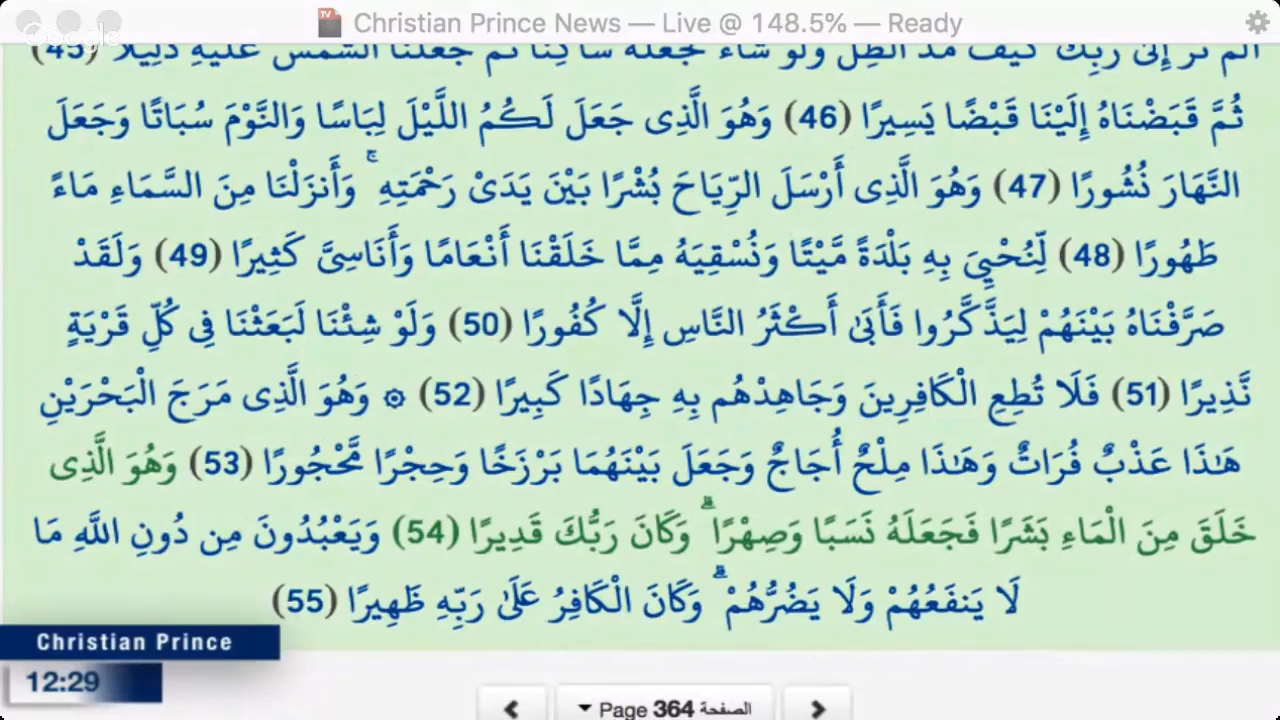 Google
Christian Prince News — Live @ 148.5% — Ready
ثُمَّ قَبَضْنَاهُ إِلَيْنَا قَبْضًا يَسِيرًا (46) وَهُوَ الَّذِى جَعَلَ لَكُمُ اللَّيْلَ لِبَاسًا وَالنَّوْمَ سُبَاتًا وَجَعَلَ
النَّهَارَ نُشُورًا (47) وَهُوَ الَّذِى أَرْسَلَ الرِّيَاحَ بُشْرًا بَيْنَ يَدَىْ رَحْمَتِهِ ۚ وَأَنزَلْنَا مِنَ السَّمَاءِ مَاءً
طَهُورًا (48) لِّنُحْيِىَ بِهِ بَلْدَةً مَّيْتًا وَنُسْقِيَهُ مِمَّا خَلَقْنَا أَنْعَامًا وَأَنَاسِىَّ كَثِيرًا (49) وَلَقَدْ
صَرَّفْنَاهُ بَيْنَهُمْ لِيَذَّكَّرُوا فَأَبَىٰ أَكْثَرُ النَّاسِ إِلَّا كُفُورًا (50) وَلَوْ شِئْنَا لَبَعَثْنَا فِى كُلِّ قَرْيَةٍ
نَّذِيرًا (51) فَلَا تُطِعِ الْكَافِرِينَ وَجَاهِدْهُم بِهِ جِهَادًا كَبِيرًا (52) ۞ وَهُوَ الَّذِى مَرَجَ الْبَحْرَيْنِ
هَٰذَا عَذْبٌ فُرَاتٌ وَهَٰذَا مِلْحٌ أُجَاجٌ وَجَعَلَ بَيْنَهُمَا بَرْزَخًا وَحِجْرًا مَّحْجُورًا (53) وَهُوَ الَّذِى
خَلَقَ مِنَ الْمَاءِ بَشَرًا فَجَعَلَهُ نَسَبًا وَصِهْرًا ۗ وَكَانَ رَبُّكَ قَدِيرًا (54) وَيَعْبُدُونَ مِن دُونِ اللَّهِ مَا
لَا يَنفَعُهُمْ وَلَا يَضُرُّهُمْ ۗ وَكَانَ الْكَافِرُ عَلَىٰ رَبِّهِ ظَهِيرًا (55)
Christian Prince
12:29
Page 364 الصفحة